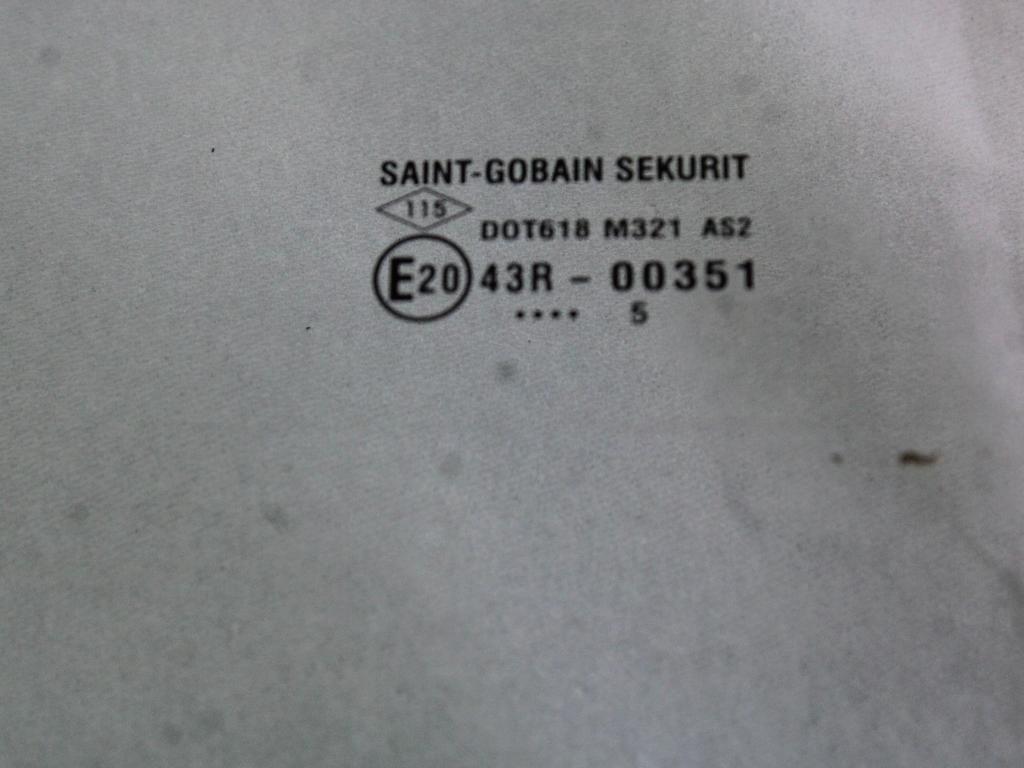 SAINT-GOBAIN SEKURIT
115
DOT618 M321 AS2
E20 43R - 00351
•••• 5